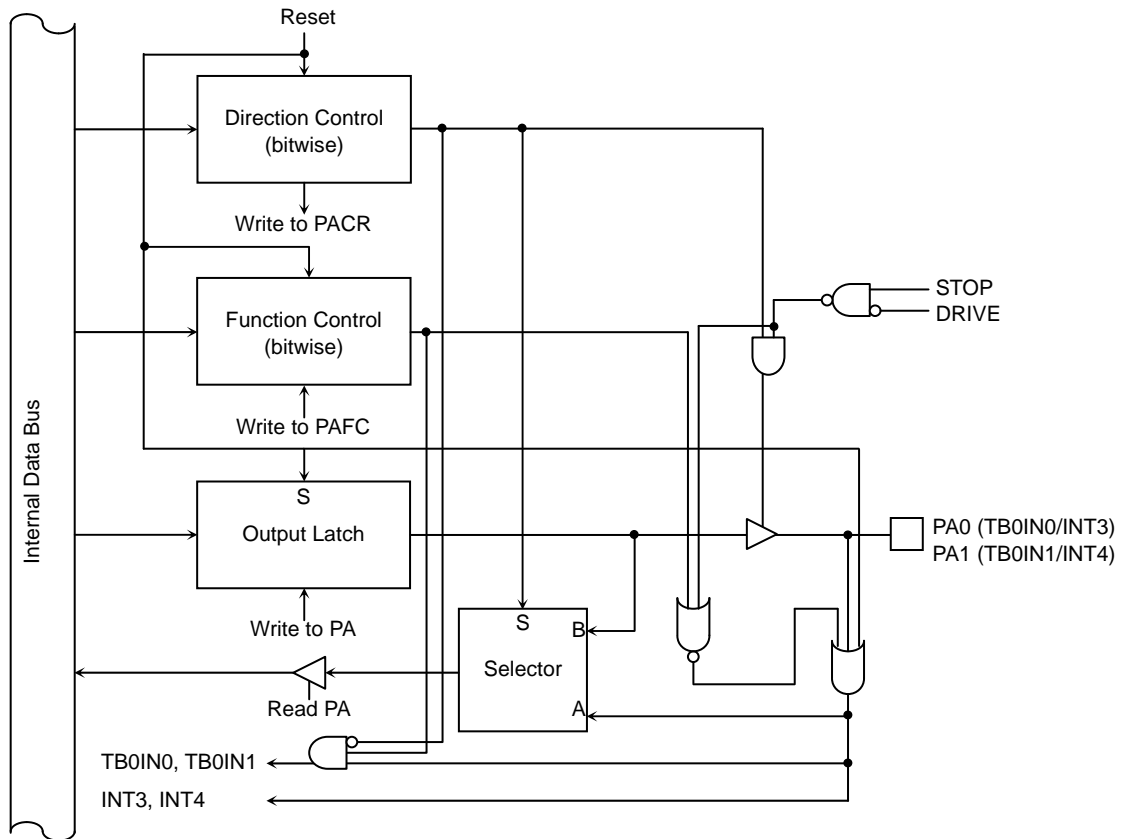 Reset
Direction Control
(bitwise)
Write to PACR
STOP
DRIVE
Function Control
(bitwise)
Write to PAFC
Internal Data Bus
S
Output Latch
PA0 (TB0IN0/INT3)
PA1 (TB0IN1/INT4)
Write to PA
S
B
Selector
A
Read PA
TB0IN0, TB0IN1
INT3, INT4